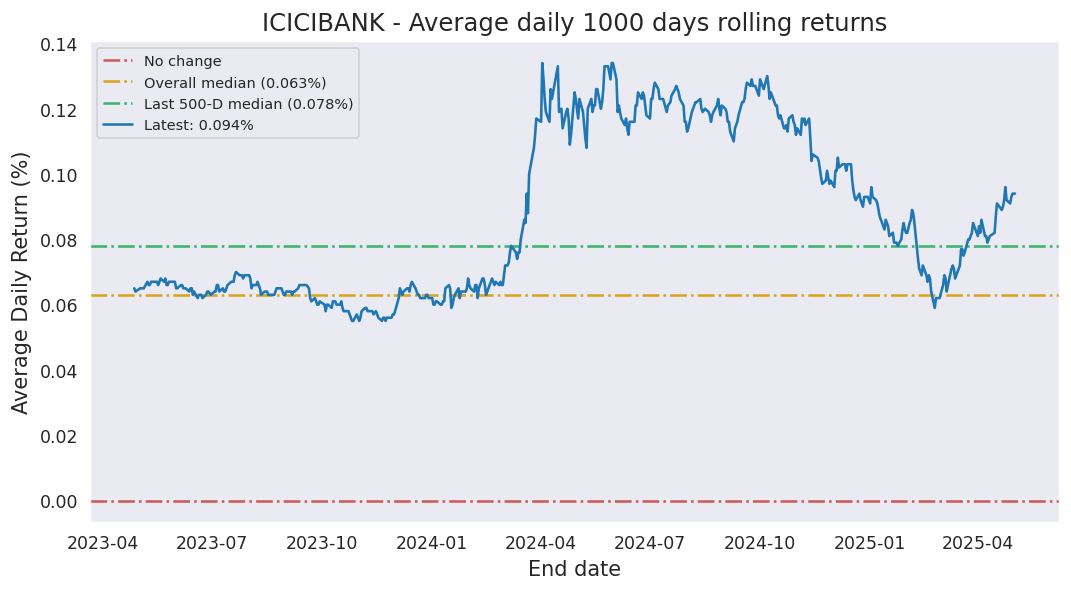 ICICIBANK - Average daily 1000 days rolling returns
No change
Overall median (0.063%)
Last 500-D median (0.078%)
Latest: 0.094%
Average Daily Return (%)
0.14
0.12
0.10
0.08
0.06
0.04
0.02
0.00
2023-04 2023-07 2023-10 2024-01 2024-04 2024-07 2024-10 2025-01 2025-04
End date